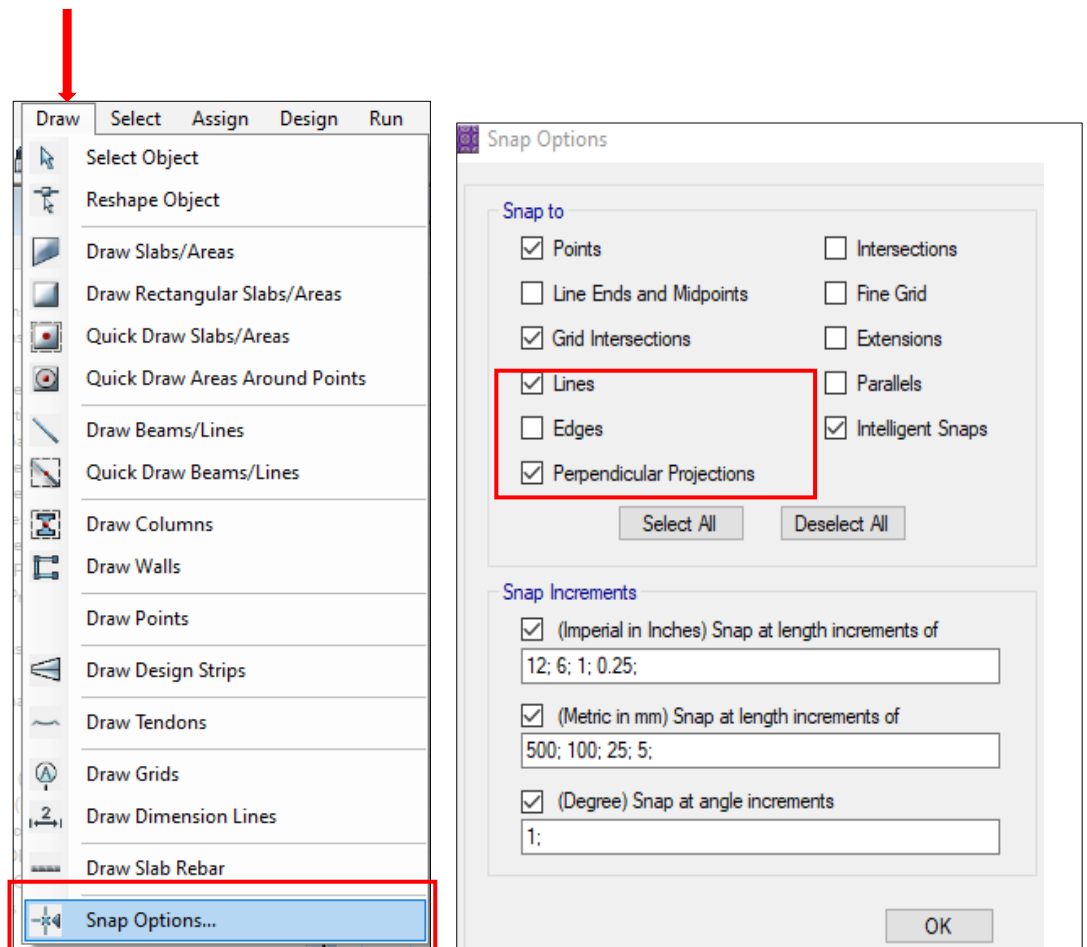 Draw Select Assign Design Run
Select Object
Reshape Object
Draw Slabs/Areas
Draw Rectangular Slabs/Areas
Quick Draw Slabs/Areas
Quick Draw Areas Around Points
Draw Beams/Lines
Quick Draw Beams/Lines
Draw Columns
Draw Walls
Draw Points
Draw Design Strips
Draw Tendons
A
Draw Grids
2
Draw Dimension Lines
Draw Slab Rebar
Snap Options...
Snap Options
Snap to
Points
Intersections
Line Ends and Midpoints
Fine Grid
Grid Intersections
Extensions
Lines
Parallels
Edges
Intelligent Snaps
Perpendicular Projections
Select All
Deselect All
Snap Increments
(Imperial in Inches) Snap at length increments of
12; 6; 1; 0.25;
(Metric in mm) Snap at length increments of
500; 100; 25; 5;
(Degree) Snap at angle increments
1;
OK